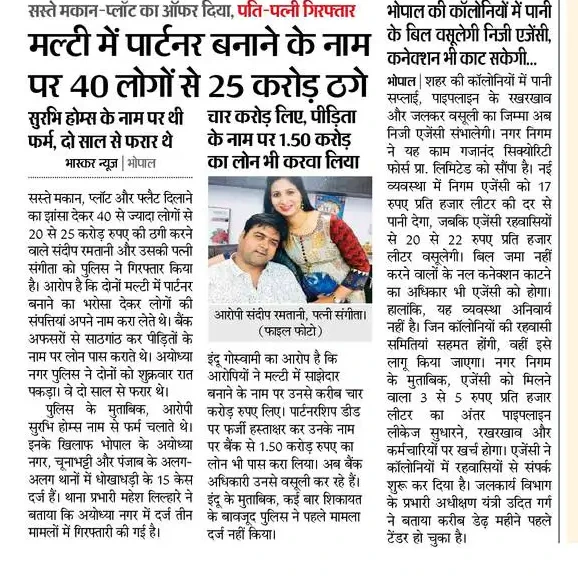 सस्ते मकान-प्लॉट का ऑफर दिया, पति-पत्नी गिरफ्तार
मल्टी में पार्टनर बनाने के नाम
पर 40 लोगों से 25 करोड़ ठगे
सुरभि होम्स के नाम पर थी
फर्म, दो साल से फरार थे
भास्कर न्यूज | भोपाल
सस्ते मकान, प्लॉट और फ्लैट दिलाने
का झांसा देकर 40 से ज्यादा लोगों से
20 से 25 करोड़ रुपए की ठगी करने
वाले संदीप रमतानी और उसकी पत्नी
संगीता को पुलिस ने गिरफ्तार किया
है। आरोप है कि दोनों मल्टी में पार्टनर
बनाने का भरोसा देकर लोगों की
संपत्तियां अपने नाम करा लेते थे। बैंक
अफसरों से साठगांठ कर पीड़ितों के
नाम पर लोन पास कराते थे। अयोध्या
नगर पुलिस ने दोनों को शुक्रवार रात
पकड़ा। वे दो साल से फरार थे।
पुलिस के मुताबिक, आरोपी
सुरभि होम्स नाम से फर्म चलाते थे।
इनके खिलाफ भोपाल के अयोध्या
नगर, चूनाभट्टी और पंजाब के अलग-
अलग थानों में धोखाधड़ी के 15 केस
दर्ज हैं। थाना प्रभारी महेश लिल्हारे ने
बताया कि अयोध्या नगर में दर्ज तीन
मामलों में गिरफ्तारी की गई है।
चार करोड़ लिए, पीड़िता
के नाम पर 1.50 करोड़
का लोन भी करवा लिया
आरोपी संदीप रमतानी, पत्नी संगीता।
(फाइल फोटो)
इंदू गोस्वामी का आरोप है कि
आरोपियों ने मल्टी में साझेदार
बनाने के नाम पर उनसे करीब चार
करोड़ रुपए लिए। पार्टनरशिप डीड
पर फर्जी हस्ताक्षर कर उनके नाम
पर बैंक से 1.50 करोड़ रुपए का
लोन भी पास करा लिया। अब बैंक
अधिकारी उनसे वसूली कर रहे हैं।
इंदू के मुताबिक, कई बार शिकायत
के बावजूद पुलिस ने पहले मामला
दर्ज नहीं किया।
भोपाल की कॉलोनियों में पानी
के बिल वसूलेगी निजी एजेंसी,
कनेक्शन भी काट सकेगी...
भोपाल | शहर की कॉलोनियों में पानी
सप्लाई, पाइपलाइन के रखरखाव
और जलकर वसूली का जिम्मा अब
निजी एजेंसी संभालेगी। नगर निगम
ने यह काम गजानंद सिक्योरिटी
फोर्स प्रा. लिमिटेड को सौंपा है। नई
व्यवस्था में निगम एजेंसी को 17
रुपए प्रति हजार लीटर की दर से
पानी देगा, जबकि एजेंसी रहवासियों
से 20 से 22 रुपए प्रति हजार
लीटर वसूलेगी। बिल जमा नहीं
करने वालों के नल कनेक्शन काटने
का अधिकार भी एजेंसी को होगा।
हालांकि, यह व्यवस्था अनिवार्य
नहीं है। जिन कॉलोनियों की रहवासी
समितियां सहमत होंगी, वहीं इसे
लागू किया जाएगा। नगर निगम
के मुताबिक, एजेंसी को मिलने
वाला 3 से 5 रुपए प्रति हजार
लीटर का अंतर पाइपलाइन
लीकेज सुधारने, रखरखाव और
कर्मचारियों पर खर्च होगा। एजेंसी ने
कॉलोनियों में रहवासियों से संपर्क
शुरू कर दिया है। जलकार्य विभाग
के प्रभारी अधीक्षण यंत्री उदित गर्ग
ने बताया करीब डेढ़ महीने पहले
टेंडर हो चुका है।